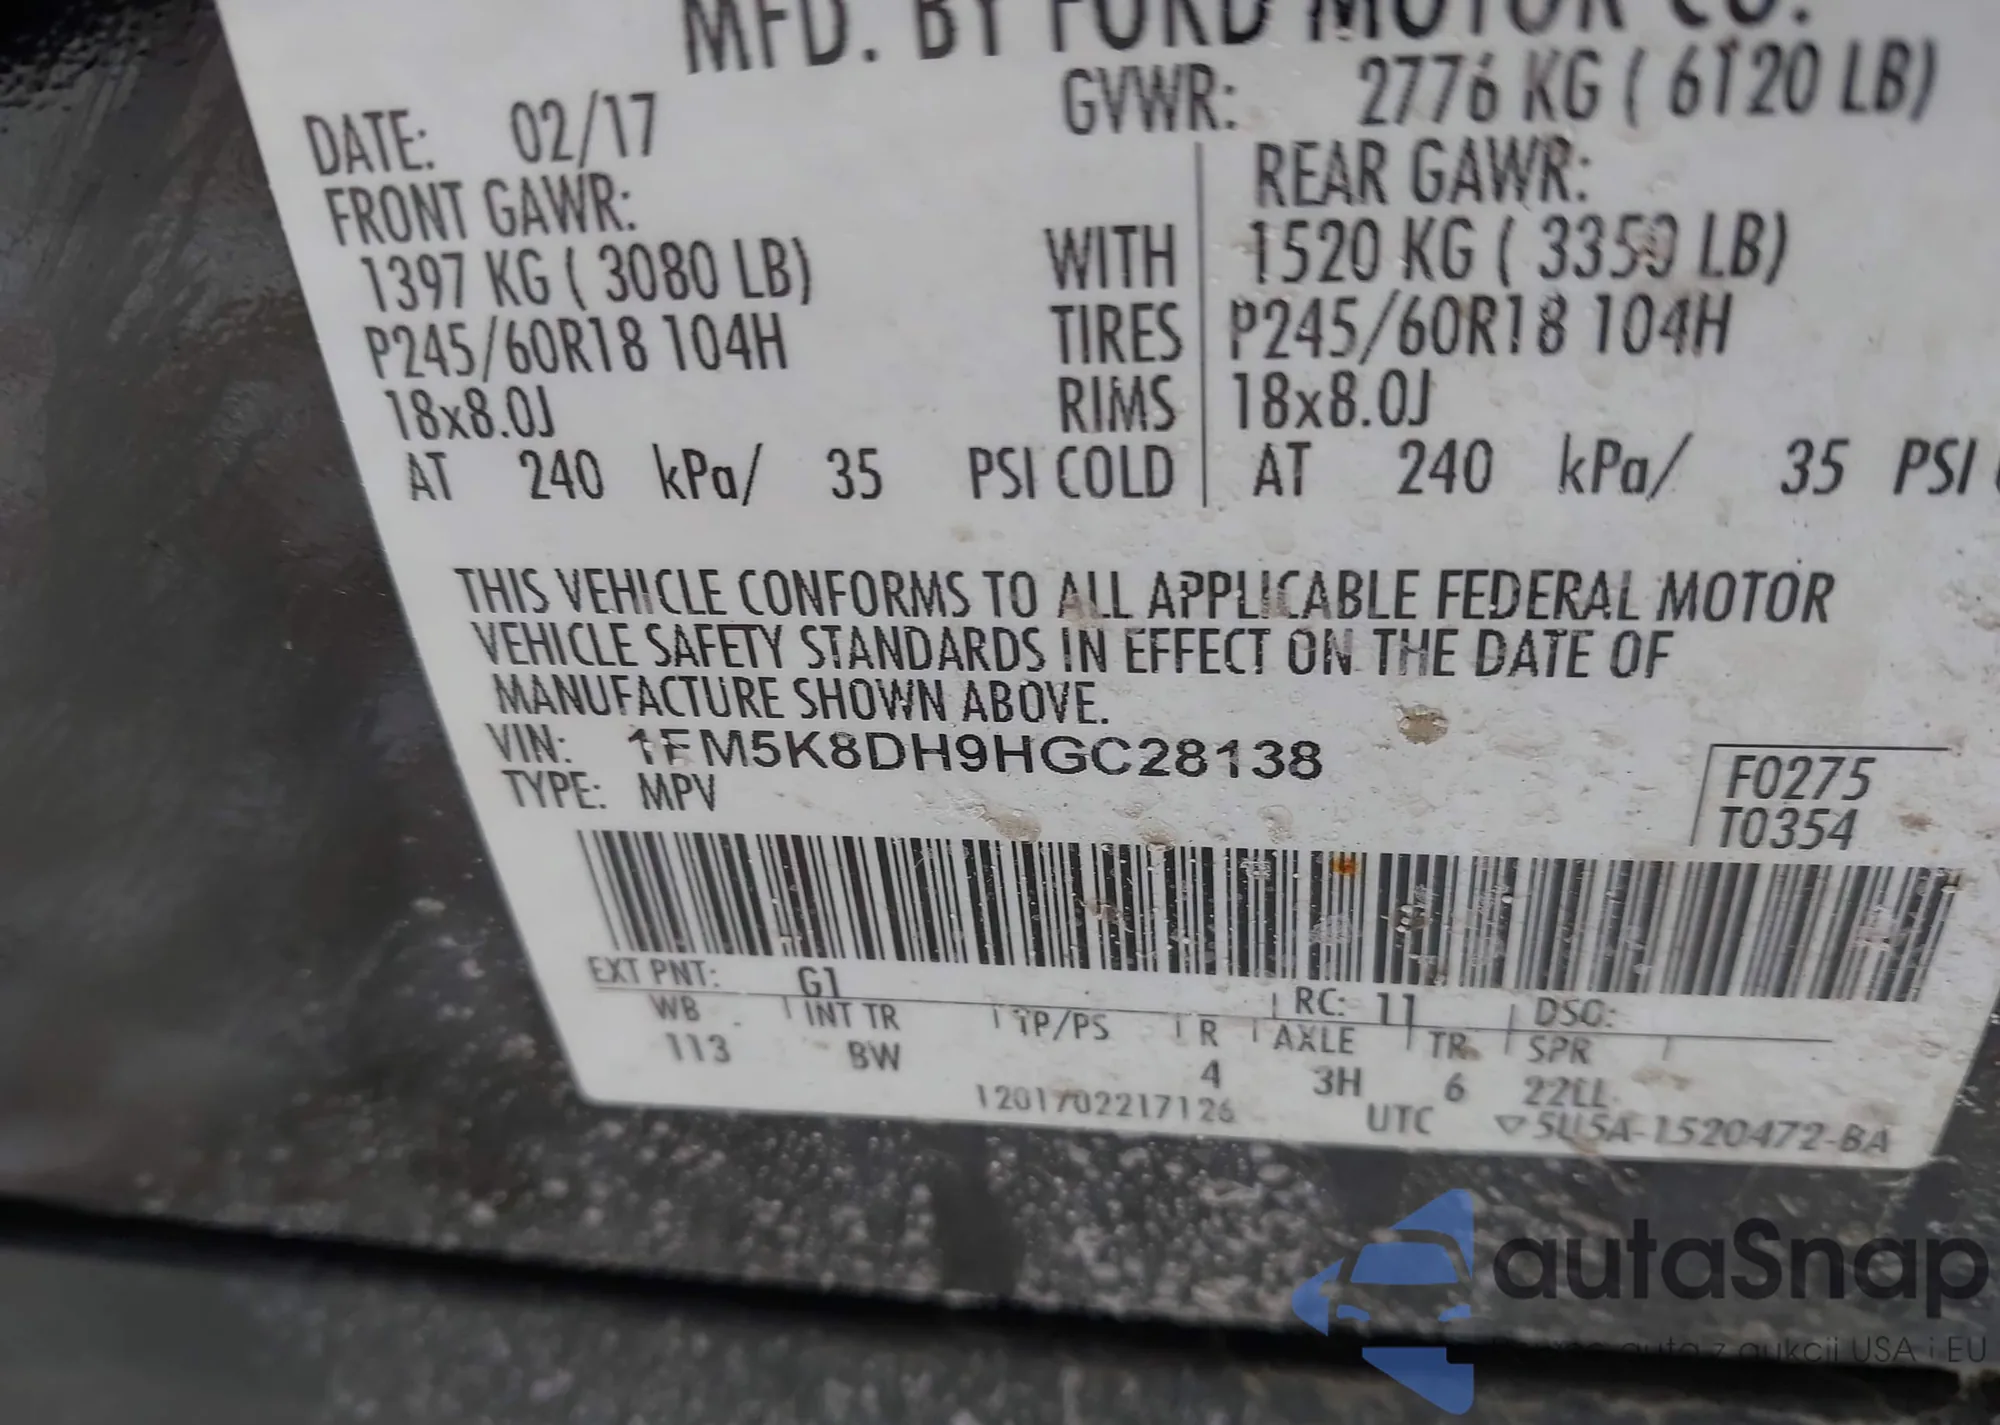 MFD. BY FORD MOTOR CO.
DATE: 02/17 GVWR: 2776 KG ( 6120 LB)
FRONT GAWR: REAR GAWR:
1397 KG ( 3080 LB) WITH 1520 KG ( 3350 LB)
P245/60R18 104H TIRES P245/60R18 104H
18x8.0J RIMS 18x8.0J
AT 240 kPa/ 35 PSI COLD AT 240 kPa/ 35 PSI
THIS VEHICLE CONFORMS TO ALL APPLICABLE FEDERAL MOTOR
VEHICLE SAFETY STANDARDS IN EFFECT ON THE DATE OF
MANUFACTURE SHOWN ABOVE.
VIN: 1FM5K8DH9HGC28138
TYPE: MPV
F0275
T0354
EXT PNT: G1 RC: 11 DSO:
WB INT TR TP/PS R AXLE TR SPR
113 BW 4 3H 6 22LL
1201702217126 UTC ▽5U5A-1520472-BA
autaSnap
auta z aukcji USA i EU